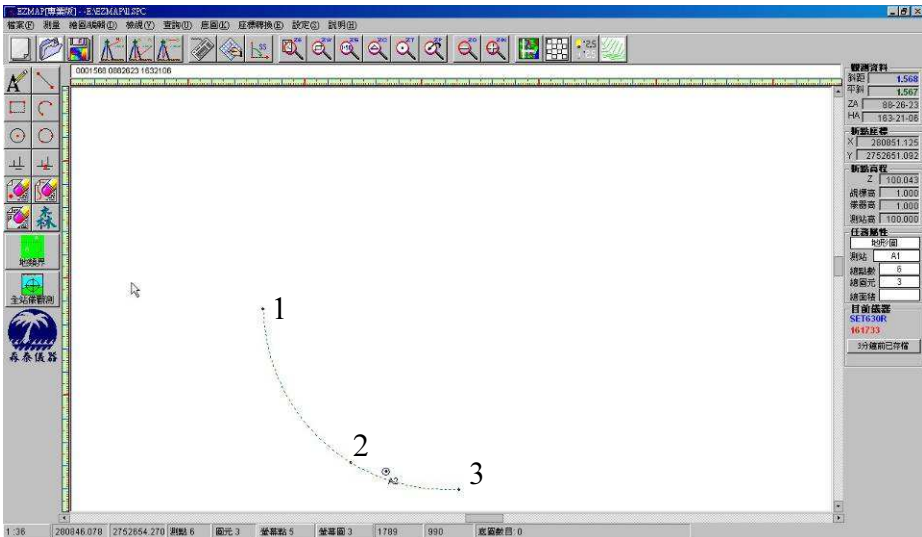 EZMAP[專業版] --E:\EZMAP\1I.SPC
檔案(F) 測量 繪圖編輯(D) 檢視(V) 查詢(U) 底圖(K) 座標轉換(E) 設定(S) 說明(H)
0001568 0882623 1632106
觀測資料
斜距 1.568
平斜 1.567
ZA 88-26-23
HA 163-21-06
新點座標
X 280851.125
Y 2752651.092
新點高程
Z 100.043
規標高 1.000
儀器高 1.000
測站高 100.000
任務屬性
地形圖
測站 A1
總點數 6
總圖元 3
總面積
目前儀器
SET630R
161733
3分鐘前已存檔
地類界
全站儀觀測
森泰儀器
1
2
A2
3
1:36 280846.078 2752654.270 測點 6 圖元 3 螢幕點 5 螢幕圖 3 1789 990 底圖數目: 0